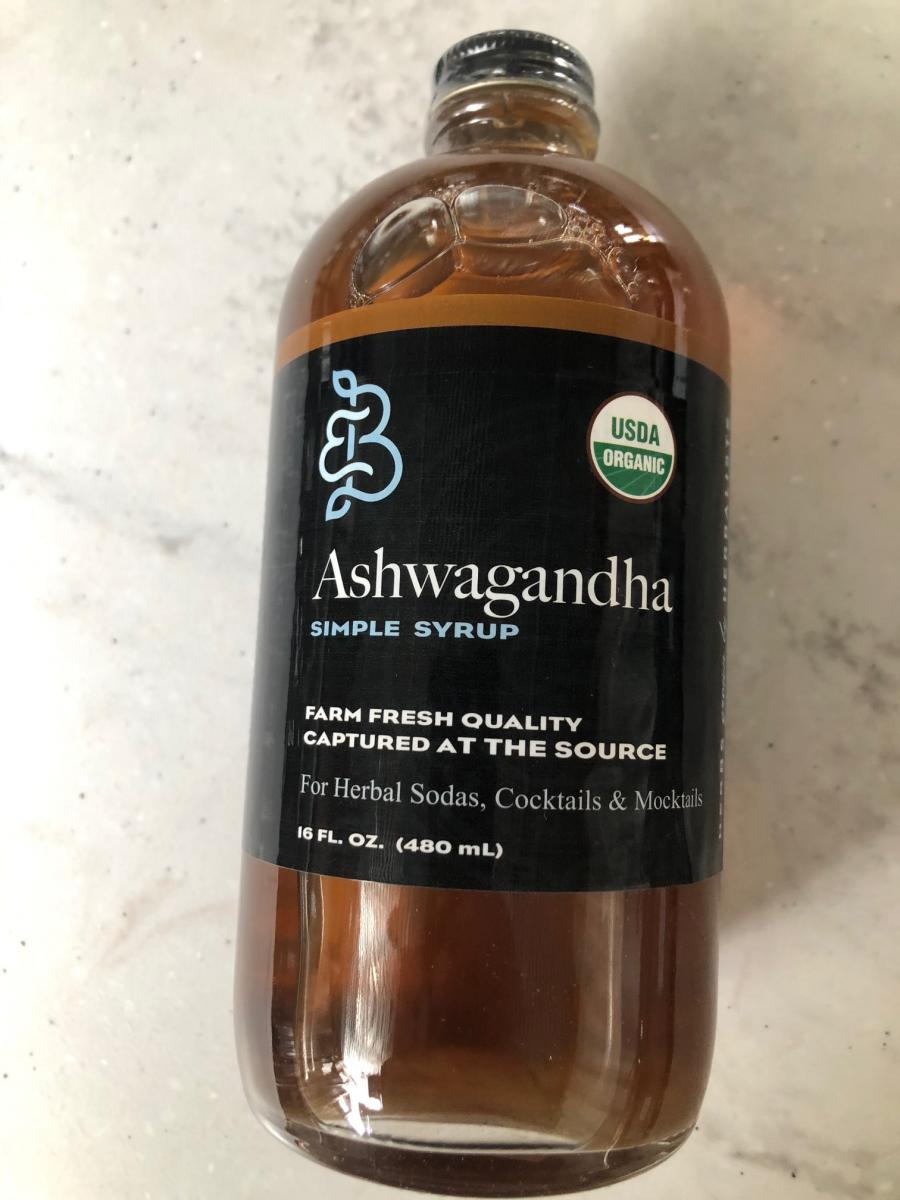 USDA
ORGANIC
Ashwagandha
SIMPLE SYRUP
FARM FRESH QUALITY
CAPTURED AT THE SOURCE
For Herbal Sodas, Cocktails & Mocktails
16 FL. OZ. (480 mL)